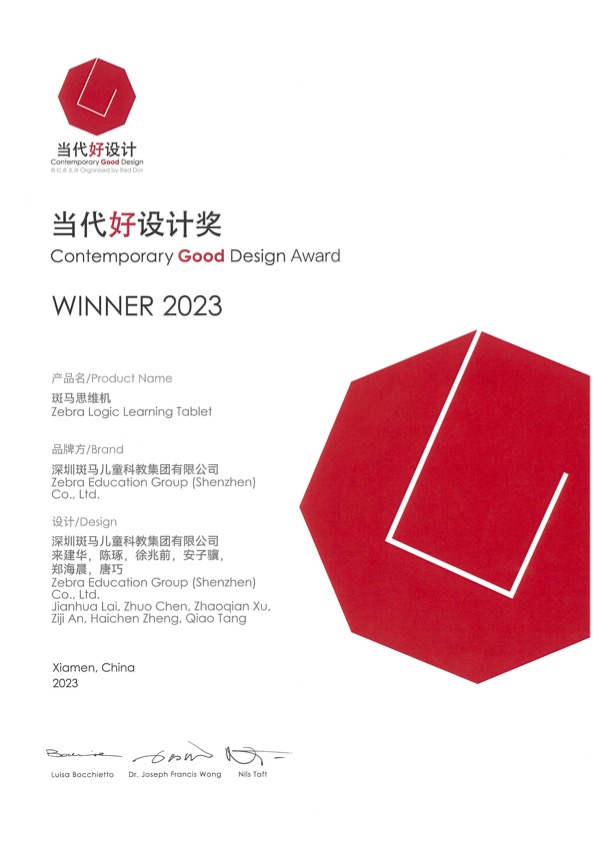 当代好设计
Contemporary Good Design
Organised by Red Dot
当代好设计奖
Contemporary Good Design Award
WINNER 2023
产品名/Product Name
斑马思维机
Zebra Logic Learning Tablet
品牌方/Brand
深圳斑马儿童科教集团有限公司
Zebra Education Group (Shenzhen)
Co., Ltd.
设计/Design
深圳斑马儿童科教集团有限公司
来建华，陈琢，徐兆前，安子骥，
郑海晨，唐巧
Zebra Education Group (Shenzhen)
Co., Ltd.
Jianhua Lai, Zhuo Chen, Zhaoqian Xu,
Ziji An, Haichen Zheng, Qiao Tang
Xiamen, China
2023
Luisa Bocchietto Dr. Joseph Francis Wong Nils Toft